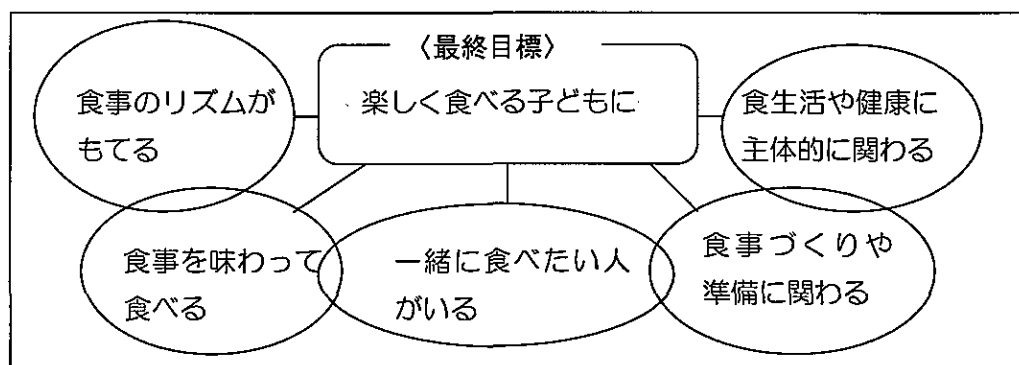 〈最終目標〉
楽しく食べる子どもに
食事のリズムが
もてる
食生活や健康に
主体的に関わる
食事を味わって
食べる
一緒に食べたい人
がいる
食事づくりや
準備に関わる